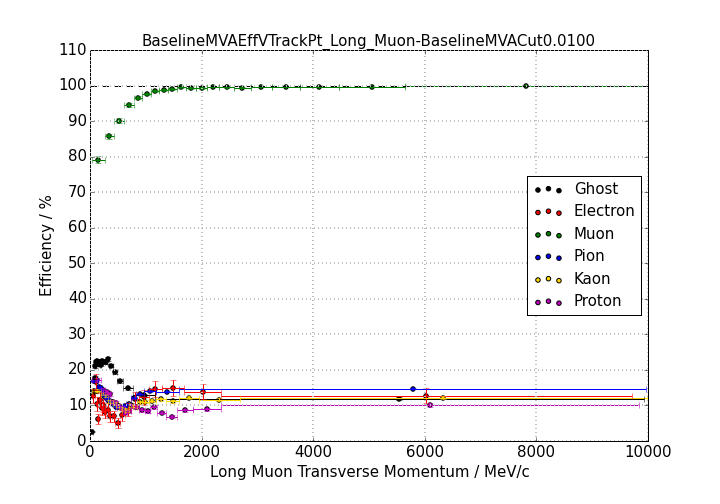 BaselineMVAEffVTrackPt_Long_Muon-BaselineMVACut0.0100
110
100
90
80
70
60
50
40
30
20
10
0
Efficiency / %
Ghost
Electron
Muon
Pion
Kaon
Proton
0 2000 4000 6000 8000 10000
Long Muon Transverse Momentum / MeV/c